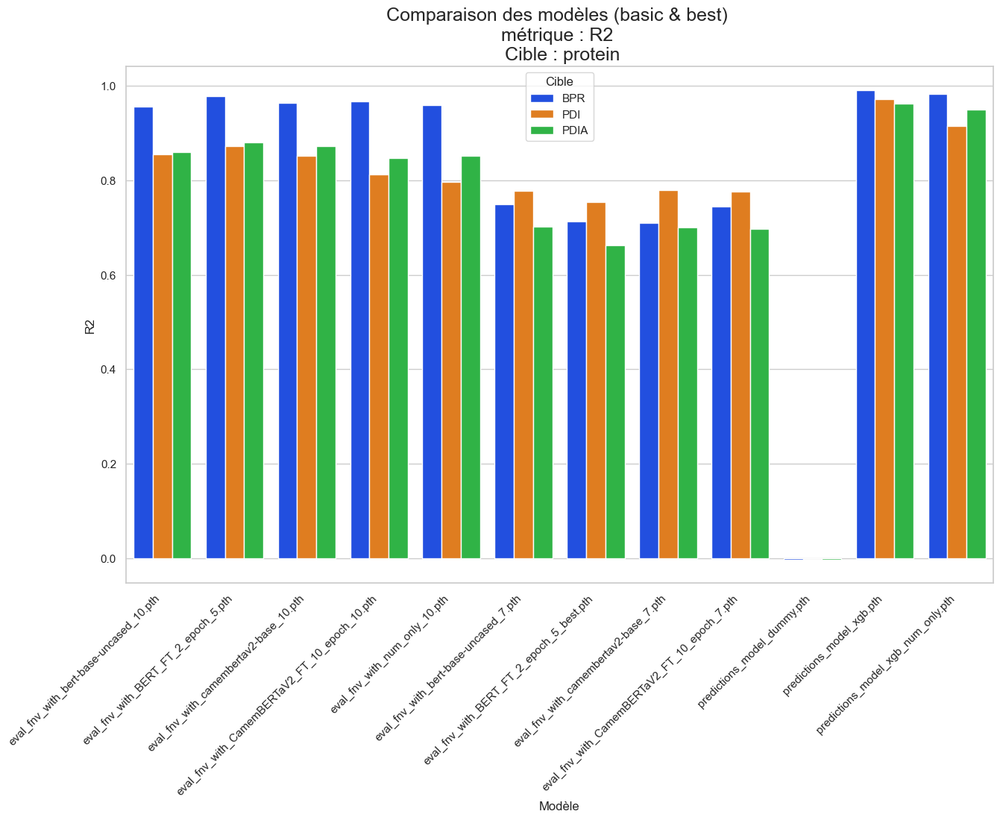 Comparaison des modèles (basic & best)
métrique : R2
Cible : protein
Cible
BPR
PDI
PDIA
R2
1.0
0.8
0.6
0.4
0.2
0.0
eval_fnv_with_bert-base-uncased_10.pth
eval_fnv_with_BERT_FT_2_epoch_5.pth
eval_fnv_with_camembertav2-base_10.pth
eval_fnv_with_CamemBERTaV2_FT_10_epoch_10.pth
eval_fnv_with_num_only_10.pth
eval_fnv_with_bert-base-uncased_7.pth
eval_fnv_with_BERT_FT_2_epoch_5_best.pth
eval_fnv_with_camembertav2-base_7.pth
eval_fnv_with_CamemBERTaV2_FT_10_epoch_7.pth
predictions_model_dummy.pth
predictions_model_xgb.pth
predictions_model_xgb_num_only.pth
Modèle